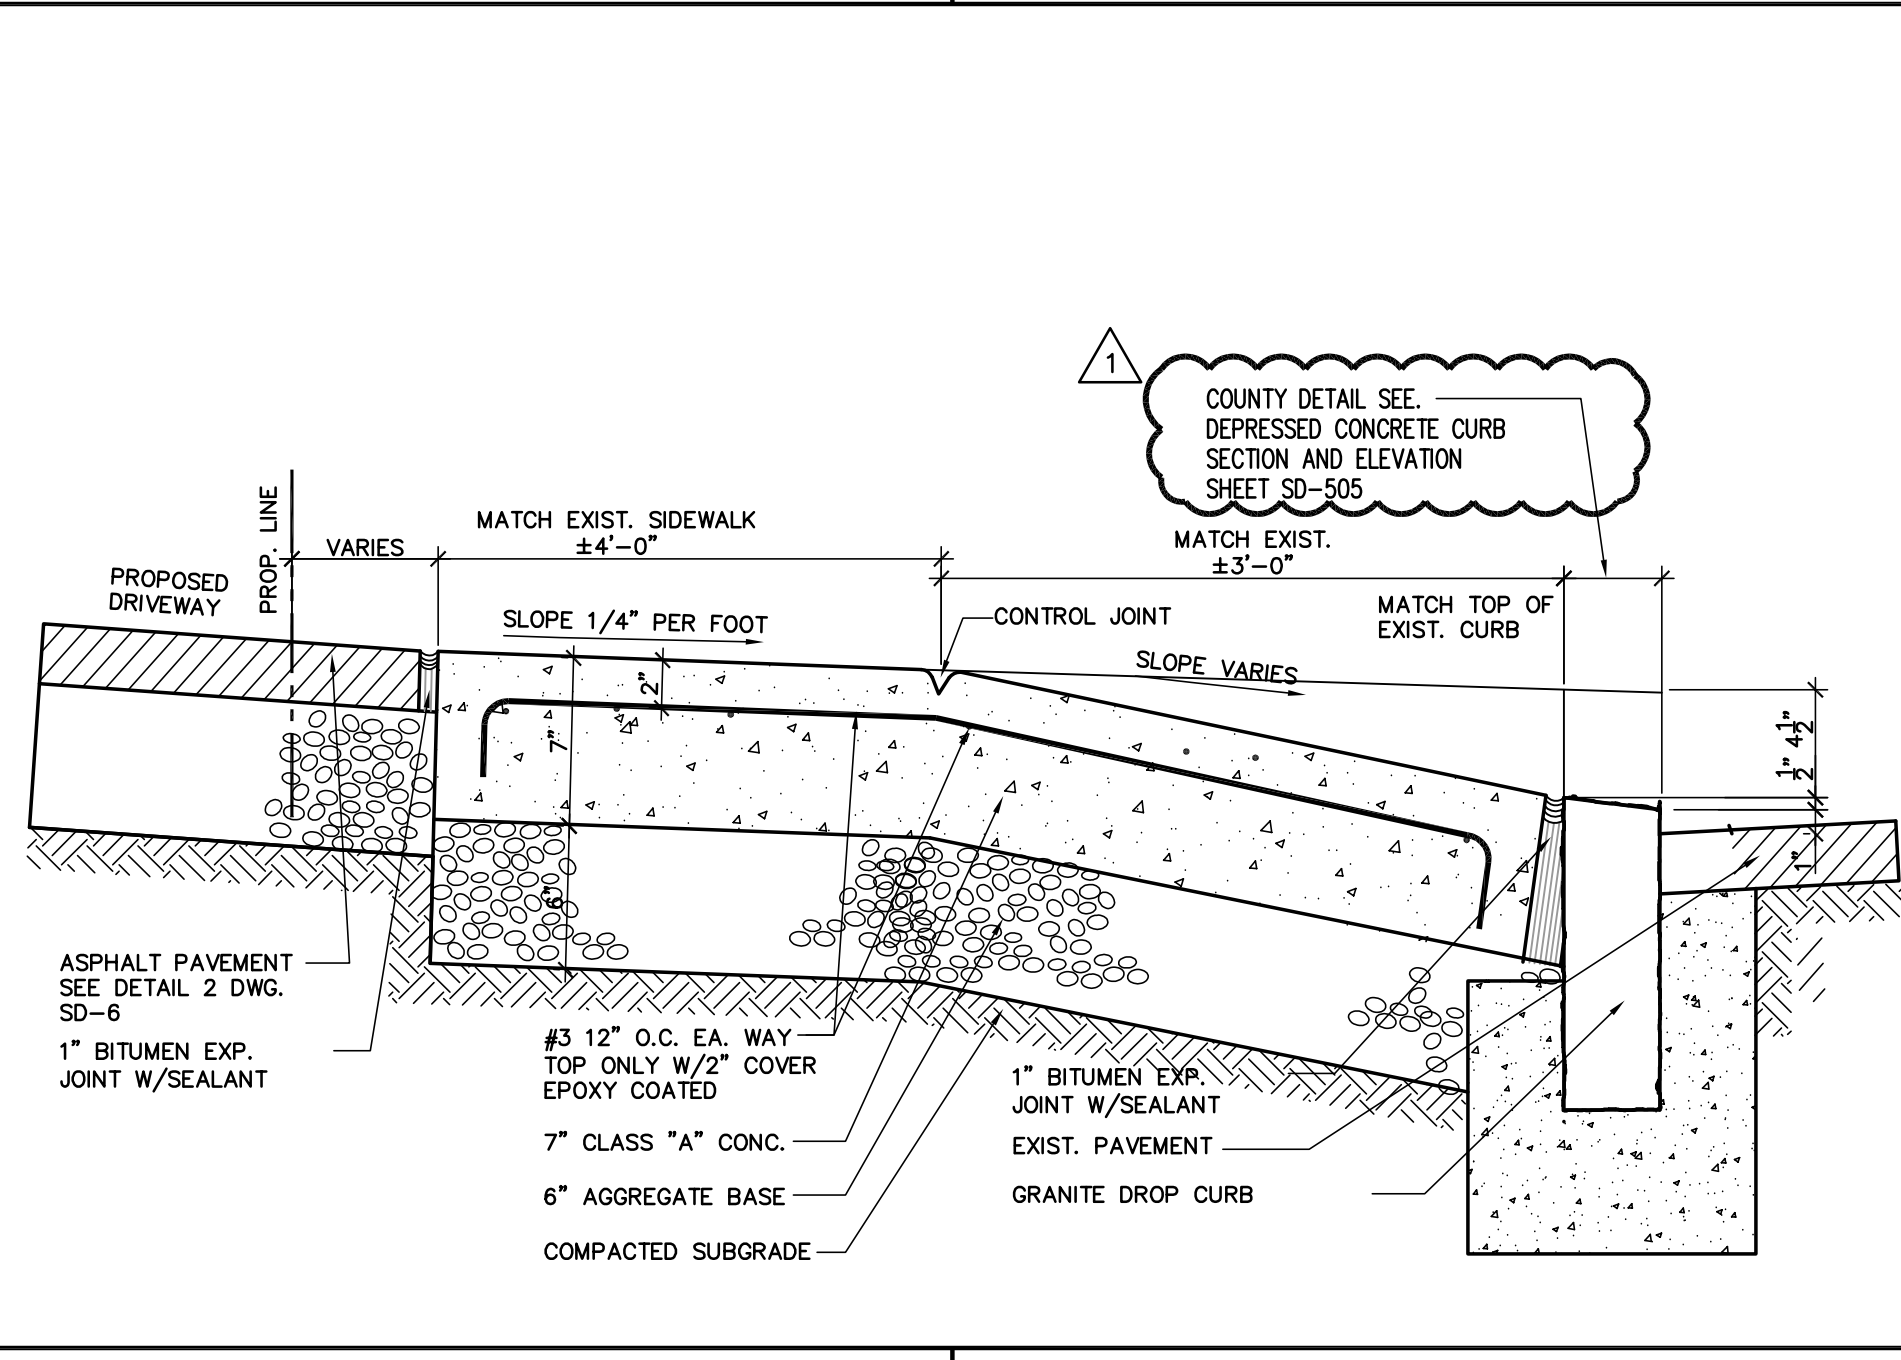 1
COUNTY DETAIL SEE.
DEPRESSED CONCRETE CURB
SECTION AND ELEVATION
SHEET SD-505
PROP. LINE
VARIES
MATCH EXIST. SIDEWALK
±4'-0"
MATCH EXIST.
±3'-0"
PROPOSED
DRIVEWAY
SLOPE 1/4" PER FOOT
CONTROL JOINT
MATCH TOP OF
EXIST. CURB
SLOPE VARIES
2"
7"
6"
4 1/2"
1/2"
1"
ASPHALT PAVEMENT
SEE DETAIL 2 DWG.
SD-6
1" BITUMEN EXP.
JOINT W/SEALANT
#3 12" O.C. EA. WAY
TOP ONLY W/2" COVER
EPOXY COATED
7" CLASS "A" CONC.
6" AGGREGATE BASE
COMPACTED SUBGRADE
1" BITUMEN EXP.
JOINT W/SEALANT
EXIST. PAVEMENT
GRANITE DROP CURB